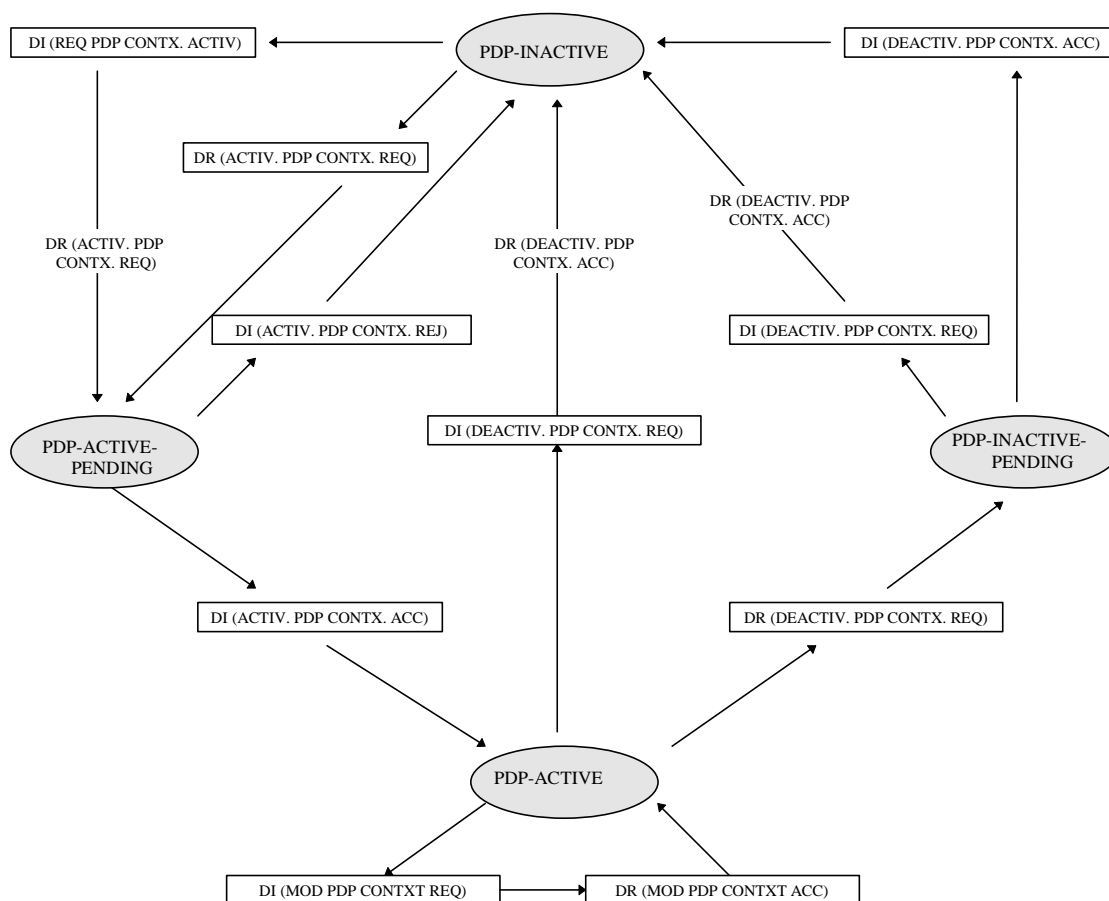 DI (REQ PDP CONTX. ACTIV)
PDP-INACTIVE
DI (DEACTIV. PDP CONTX. ACC)
DR (ACTIV. PDP CONTX. REQ)
DR (DEACTIV. PDP
CONTX. ACC)
DR (ACTIV. PDP
CONTX. REQ)
DR (DEACTIV. PDP
CONTX. ACC)
DI (ACTIV. PDP CONTX. REJ)
DI (DEACTIV. PDP CONTX. REQ)
PDP-ACTIVE-
PENDING
DI (DEACTIV. PDP CONTX. REQ)
PDP-INACTIVE-
PENDING
DI (ACTIV. PDP CONTX. ACC)
DR (DEACTIV. PDP CONTX. REQ)
PDP-ACTIVE
DI (MOD PDP CONTXT REQ)
DR (MOD PDP CONTXT ACC)